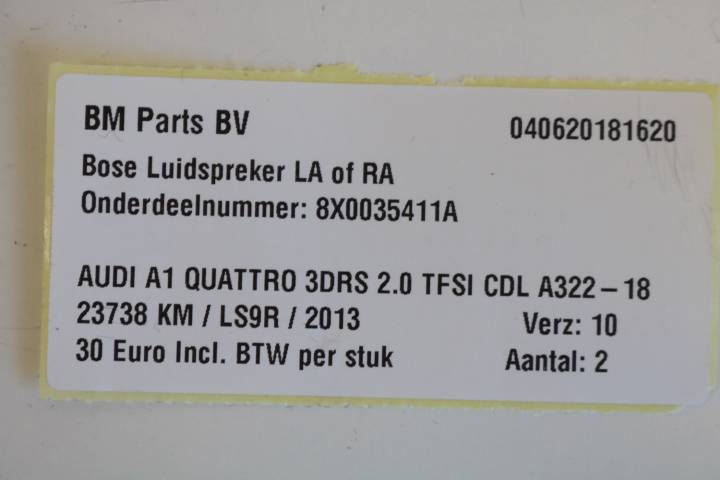 BM Parts BV 040620181620
Bose Luidspreker LA of RA
Onderdeelnummer: 8X0035411A
AUDI A1 QUATTRO 3DRS 2.0 TFSI CDL A322-18
23738 KM / LS9R / 2013 Verz: 10
30 Euro Incl. BTW per stuk Aantal: 2